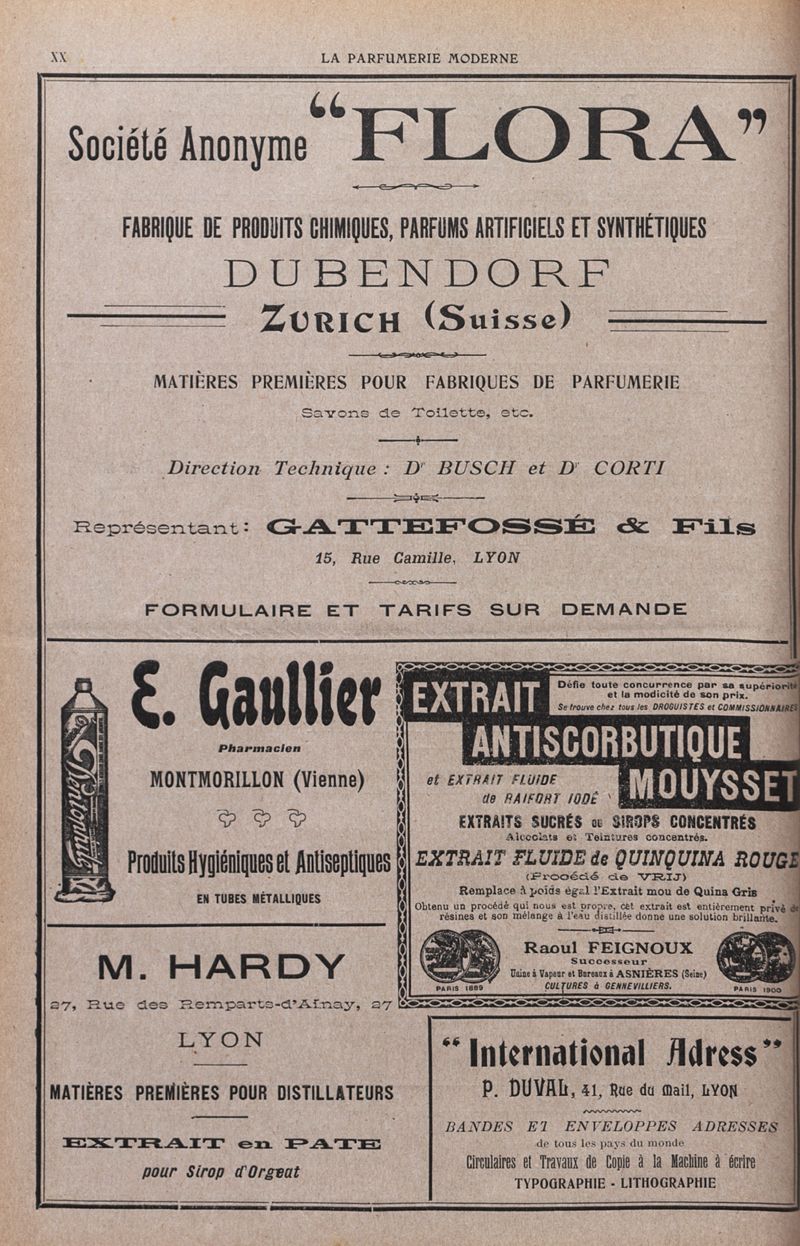 XX
LA PARFUMERIE MODERNE
Société Anonyme “FLORA”
FABRIQUE DE PRODUITS CHIMIQUES, PARFUMS ARTIFICIELS ET SYNTHÉTIQUES
DUBENDORF
ZURICH (Suisse)
MATIÈRES PREMIÈRES POUR FABRIQUES DE PARFUMERIE
Savons de Toilette, etc.
Direction Technique : Dr BUSCH et Dr CORTI
Représentant: GATTEFOSSÉ & Fils
15, Rue Camille, LYON
FORMULAIRE ET TARIFS SUR DEMANDE
E. Gaullier
Pharmacien
MONTMORILLON (Vienne)
Produits Hygiéniques et Antiseptiques
EN TUBES MÉTALLIQUES
EXTRAIT
Défie toute concurrence par sa supériorité
et la modicité de son prix.
Se trouve chez tous les DROGUISTES et COMMISSIONNAIRES
ANTISCORBUTIQUE
et EXTRAIT FLUIDE
de RAIFORT IODÉ
MOUYSSET
EXTRAITS SUCRÉS ou SIROPS CONCENTRÉS
Alcoolats et Teintures concentrés.
EXTRAIT FLUIDE de QUINQUINA ROUGE
(Procédé de VRIJ)
Remplace à poids égal l'Extrait mou de Quina Gris
Obtenu un procédé qui nous est propre, cet extrait est entièrement privé de
résines et son mélange à l'eau distillée donne une solution brillante.
Raoul FEIGNOUX
Successeur
Usine à Vapeur et Bureaux à ASNIÈRES (Seine)
CULTURES à GENNEVILLIERS.
PARIS 1889
PARIS 1900
M. HARDY
27, Rue des Remparts-d'Ainay, 27
LYON
MATIÈRES PREMIÈRES POUR DISTILLATEURS
EXTRAIT en PATE
pour Sirop d'Orgeat
“International Adress”
P. DUVAL, 41, Rue du Mail, LYON
BANDES ET ENVELOPPES ADRESSES
de tous les pays du monde
Circulaires et Travaux de Copie à la Machine à écrire
TYPOGRAPHIE - LITHOGRAPHIE